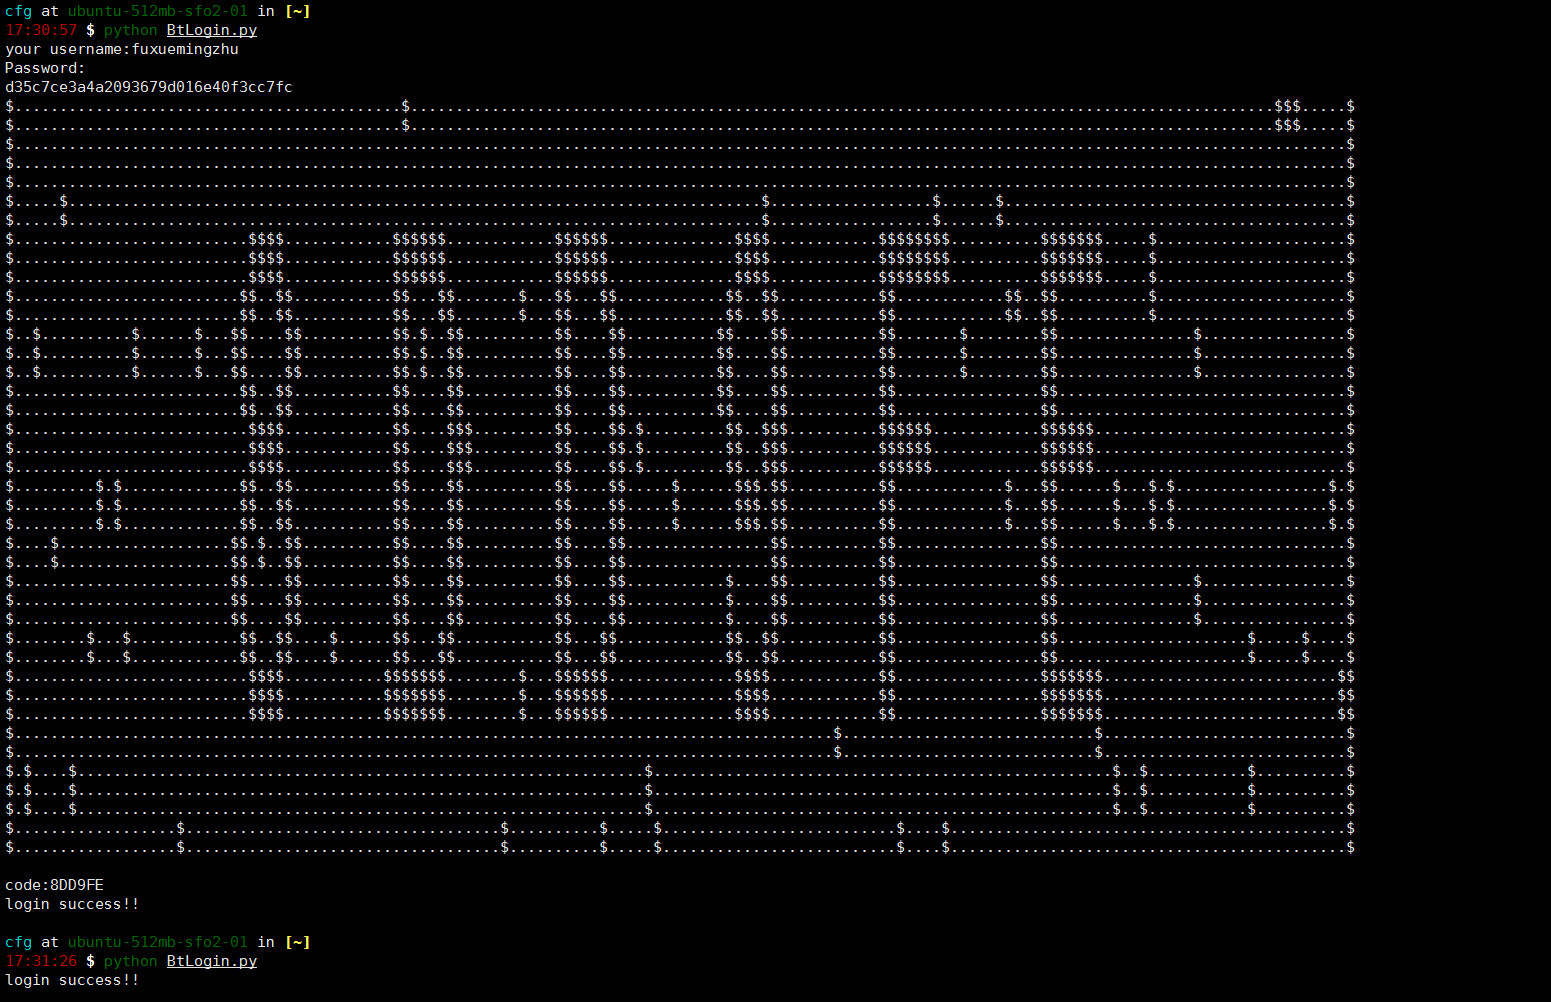 cfg at ubuntu-512mb-sfo2-01 in [~]
17:30:57 $ python BtLogin.py
your username:fuxuemingzhu
Password:
d35c7ce3a4a2093679d016e40f3cc7fc
8DD9FE
code:8DD9FE
login success!!
cfg at ubuntu-512mb-sfo2-01 in [~]
17:31:26 $ python BtLogin.py
login success!!